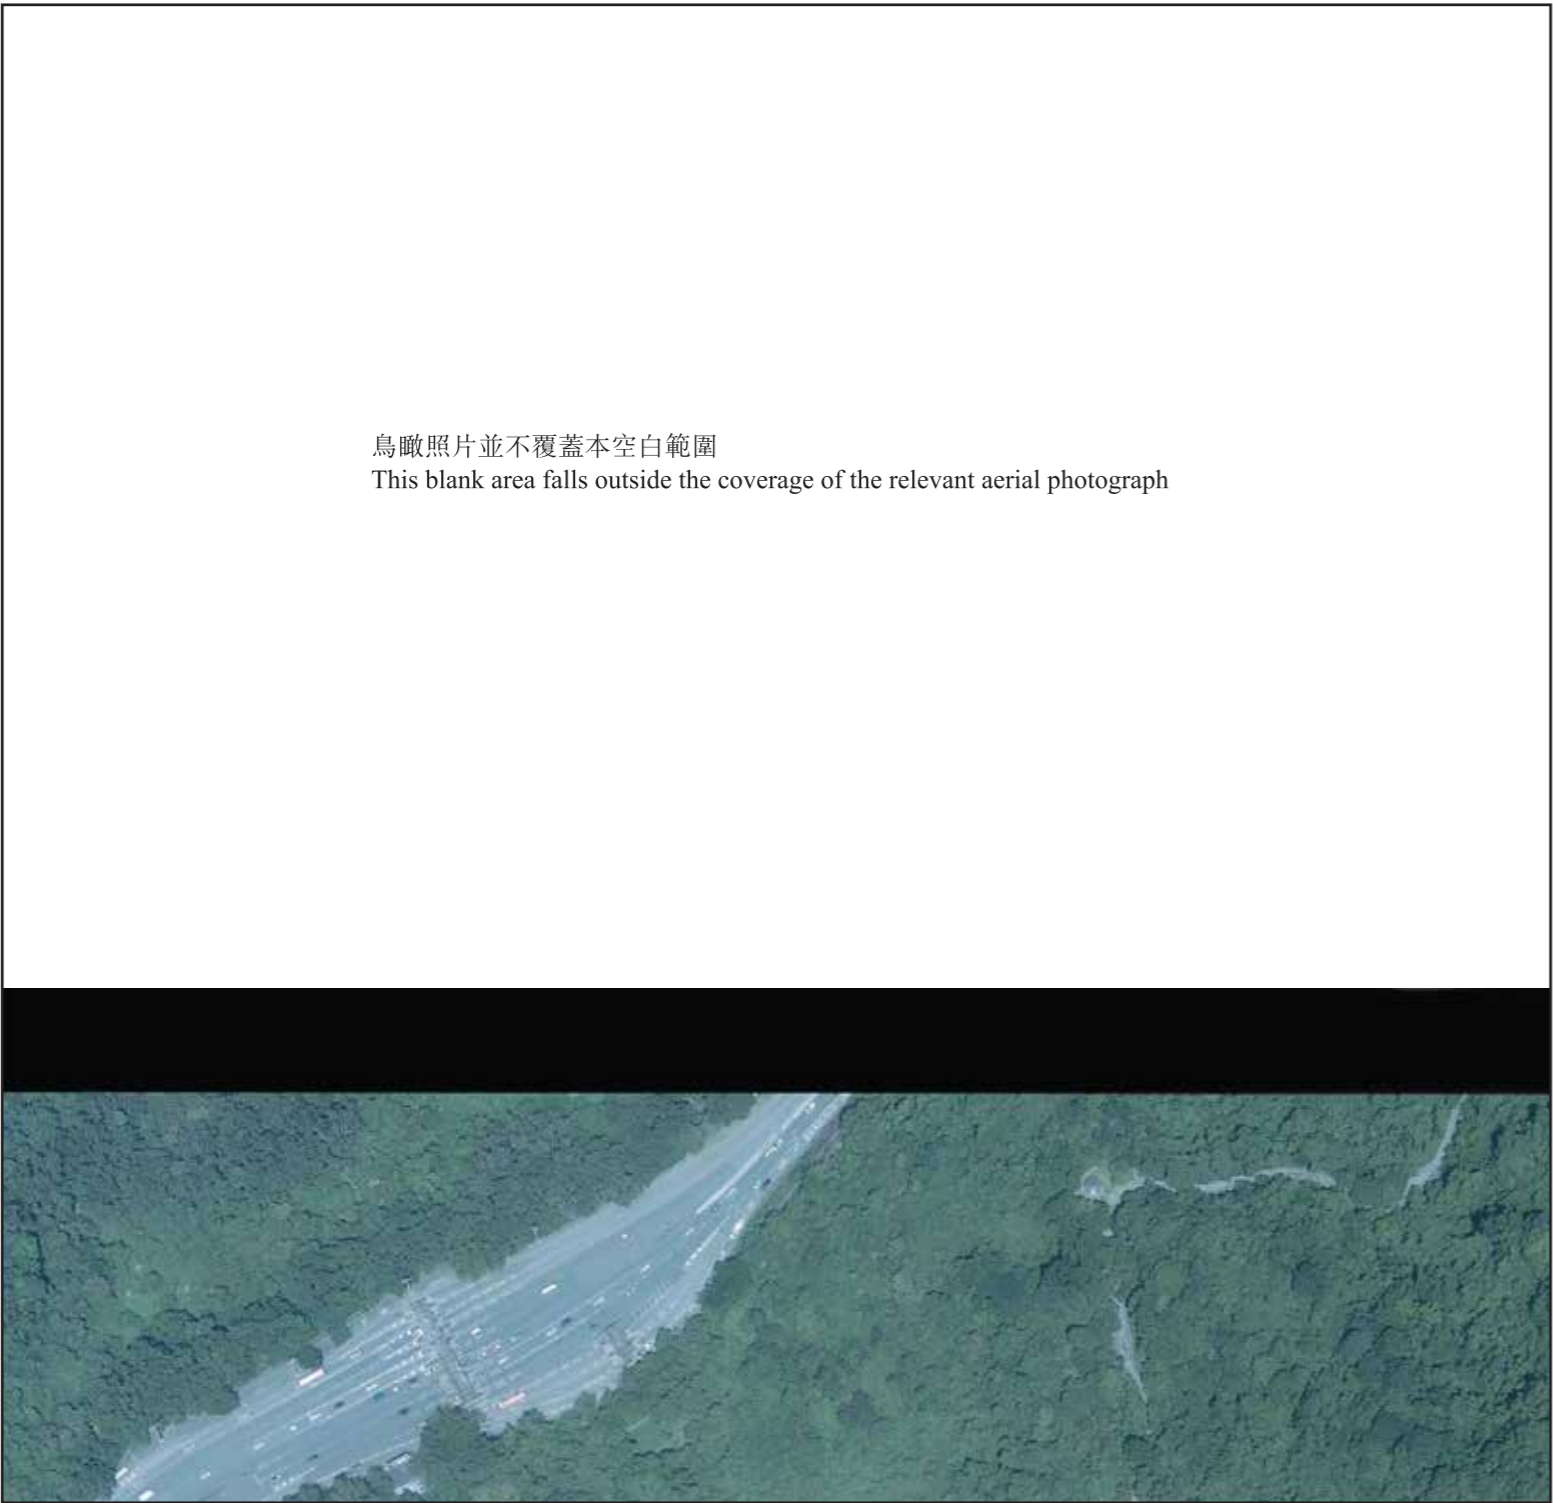 鳥瞰照片並不覆蓋本空白範圍
This blank area falls outside the coverage of the relevant aerial photograph